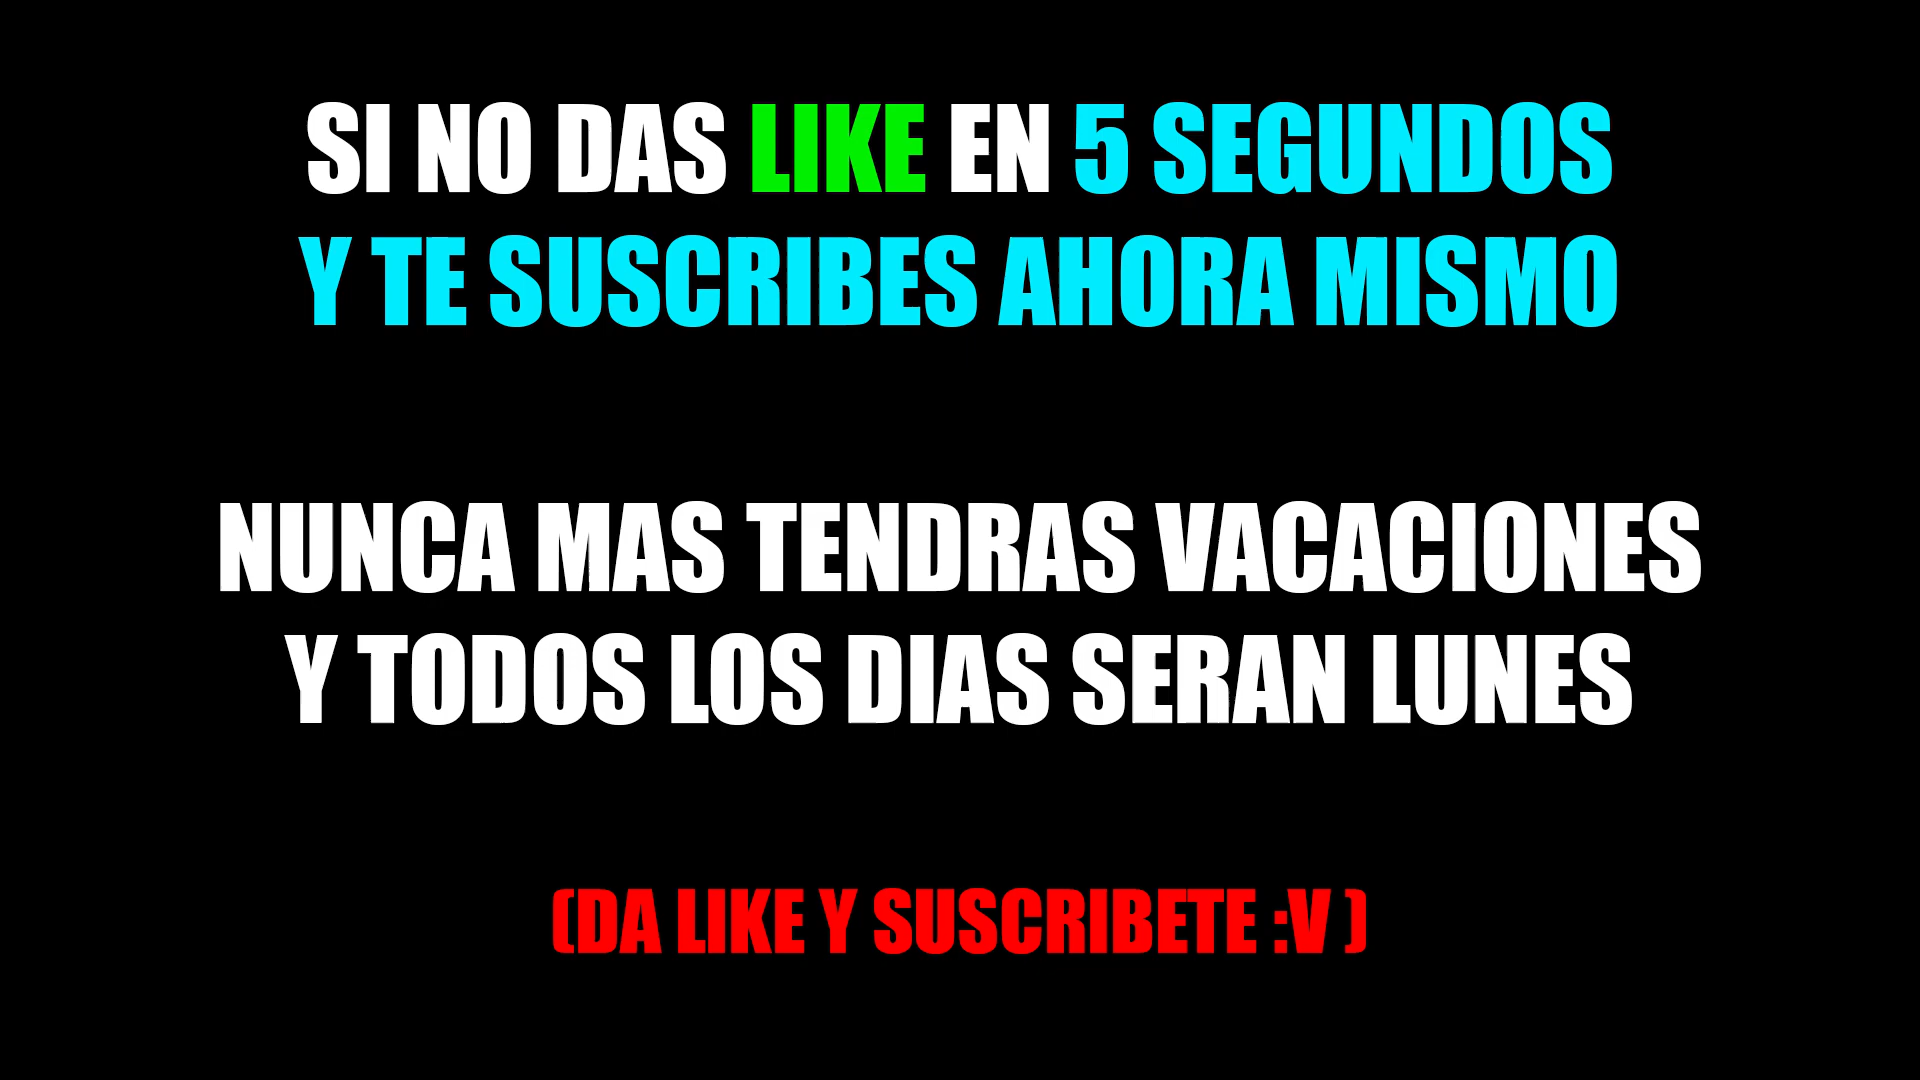 SI NO DAS LIKE EN 5 SEGUNDOS
Y TE SUSCRIBES AHORA MISMO
NUNCA MAS TENDRAS VACACIONES
Y TODOS LOS DIAS SERAN LUNES
(DA LIKE Y SUSCRIBETE :V )